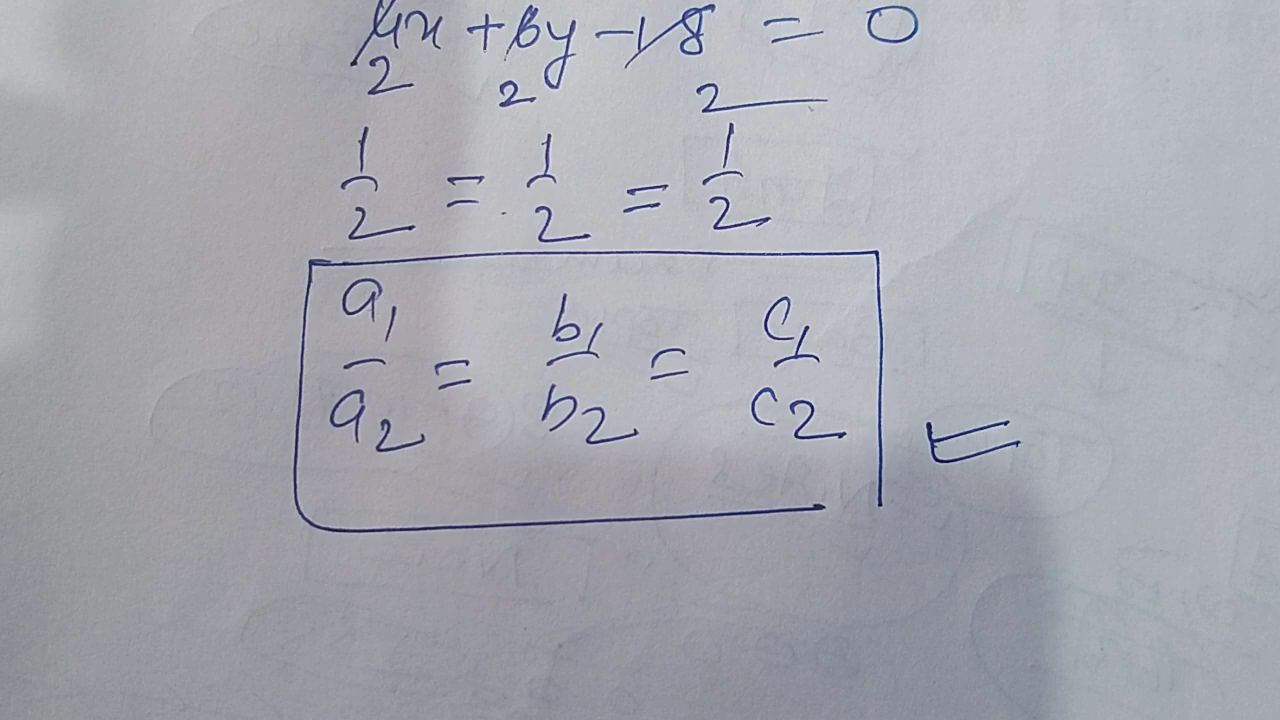 4x + 6y - 18 = 0
2 2 2
1/2 = 1/2 = 1/2
a1/a2 = b1/b2 = c1/c2